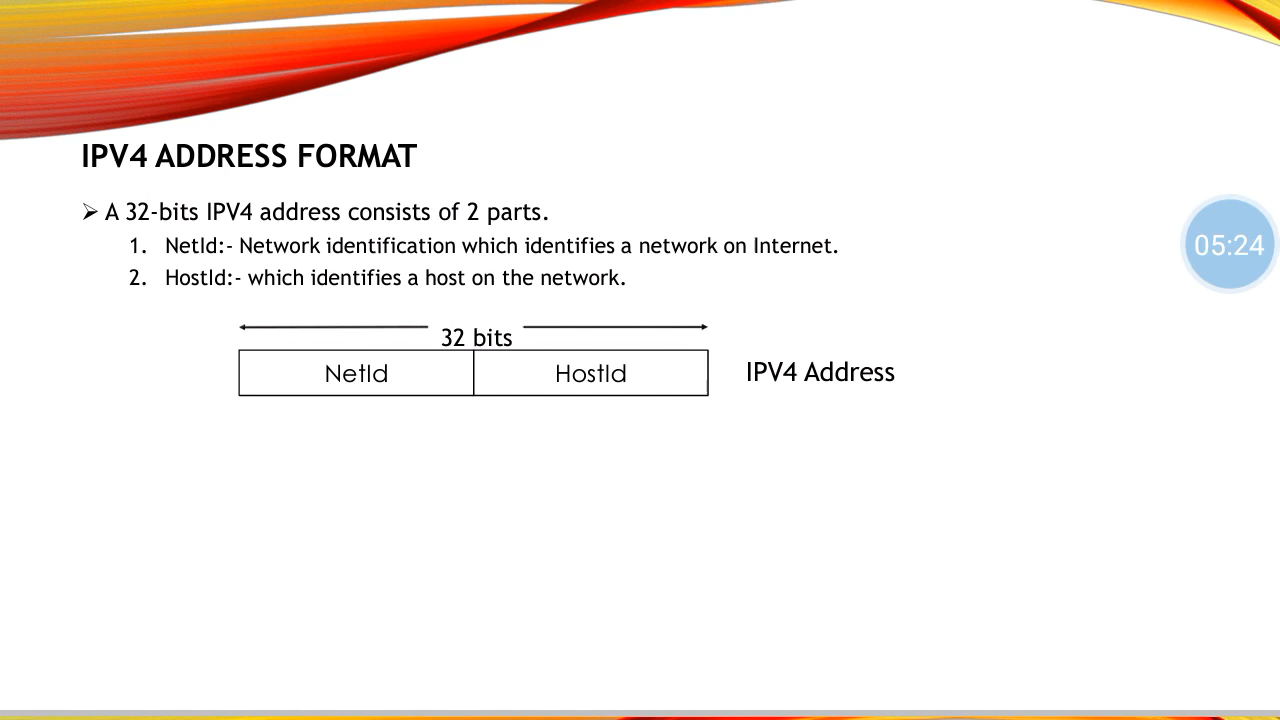 IPV4 ADDRESS FORMAT
➢ A 32-bits IPV4 address consists of 2 parts.
1. NetId:- Network identification which identifies a network on Internet.
2. HostId:- which identifies a host on the network.
05:24
32 bits
NetId HostId IPV4 Address